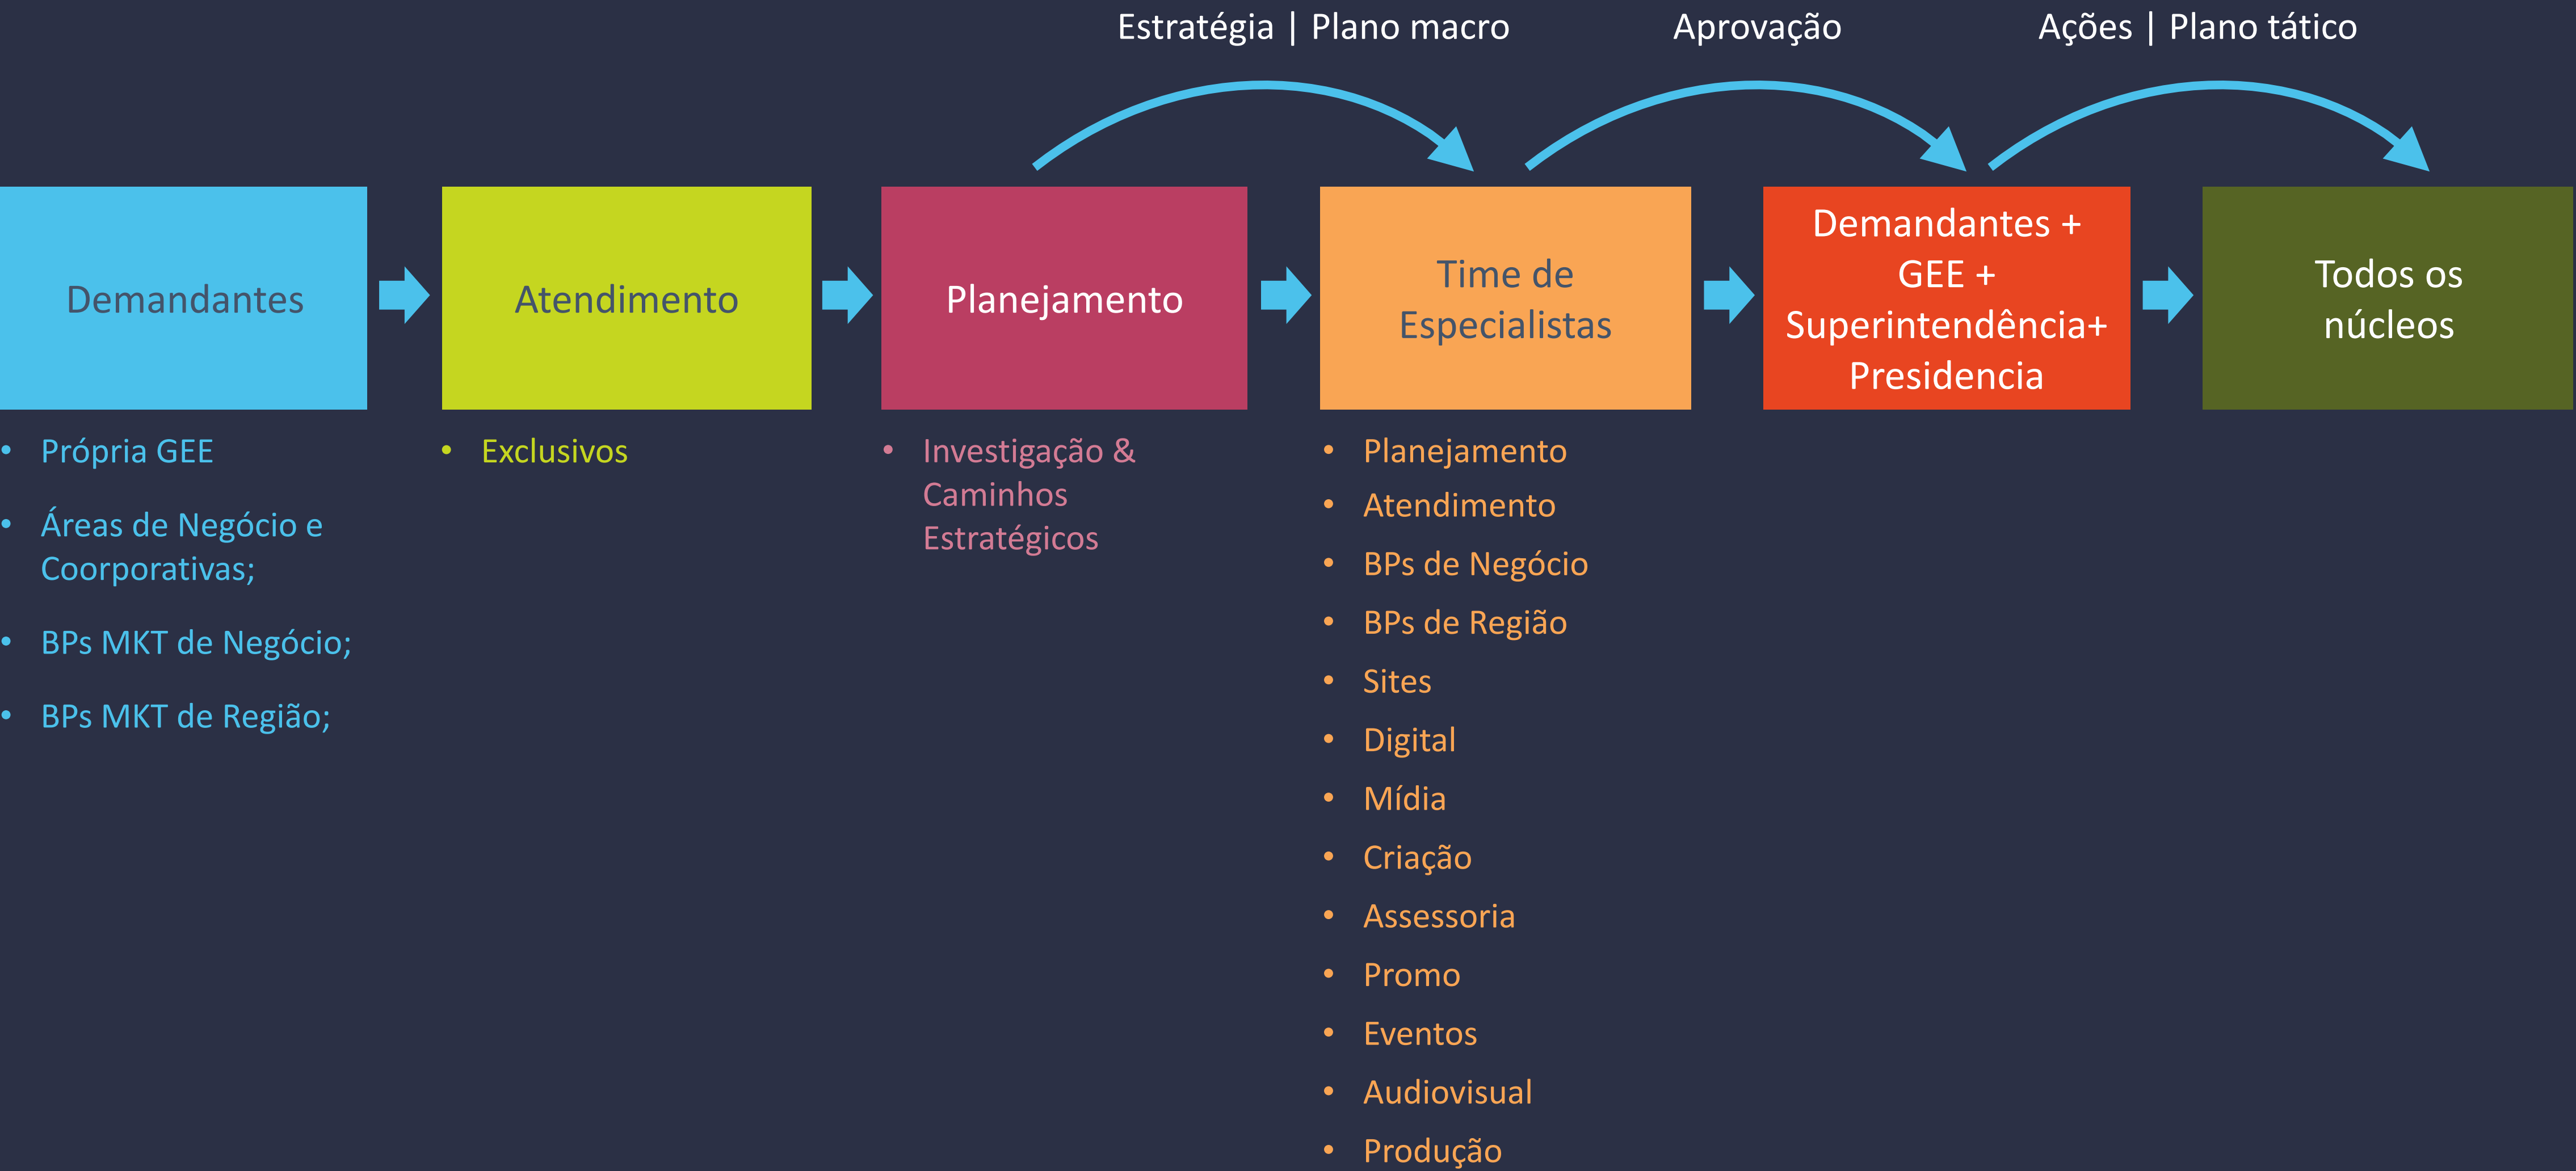 Estratégia | Plano macro
Aprovação
Ações | Plano tático
Demandantes
Atendimento
Planejamento
Time de
Especialistas
Demandantes +
GEE +
Superintendência+
Presidencia
Todos os
núcleos
• Própria GEE
• Áreas de Negócio e
Coorporativas;
• BPs MKT de Negócio;
• BPs MKT de Região;
• Exclusivos
• Investigação &
Caminhos
Estratégicos
• Planejamento
• Atendimento
• BPs de Negócio
• BPs de Região
• Sites
• Digital
• Mídia
• Criação
• Assessoria
• Promo
• Eventos
• Audiovisual
• Produção